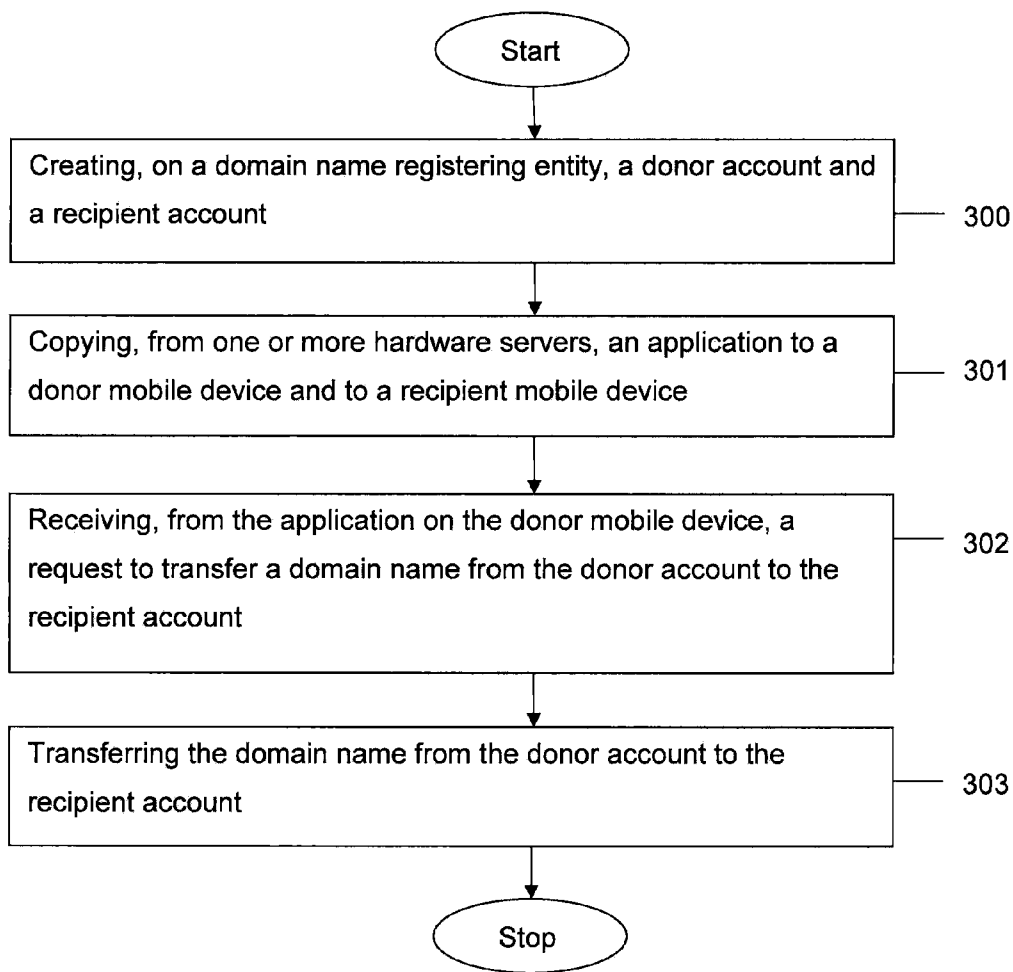 Start
Creating, on a domain name registering entity, a donor account and
a recipient account
300
Copying, from one or more hardware servers, an application to a
donor mobile device and to a recipient mobile device
301
Receiving, from the application on the donor mobile device, a
request to transfer a domain name from the donor account to the
recipient account
302
Transferring the domain name from the donor account to the
recipient account
303
Stop